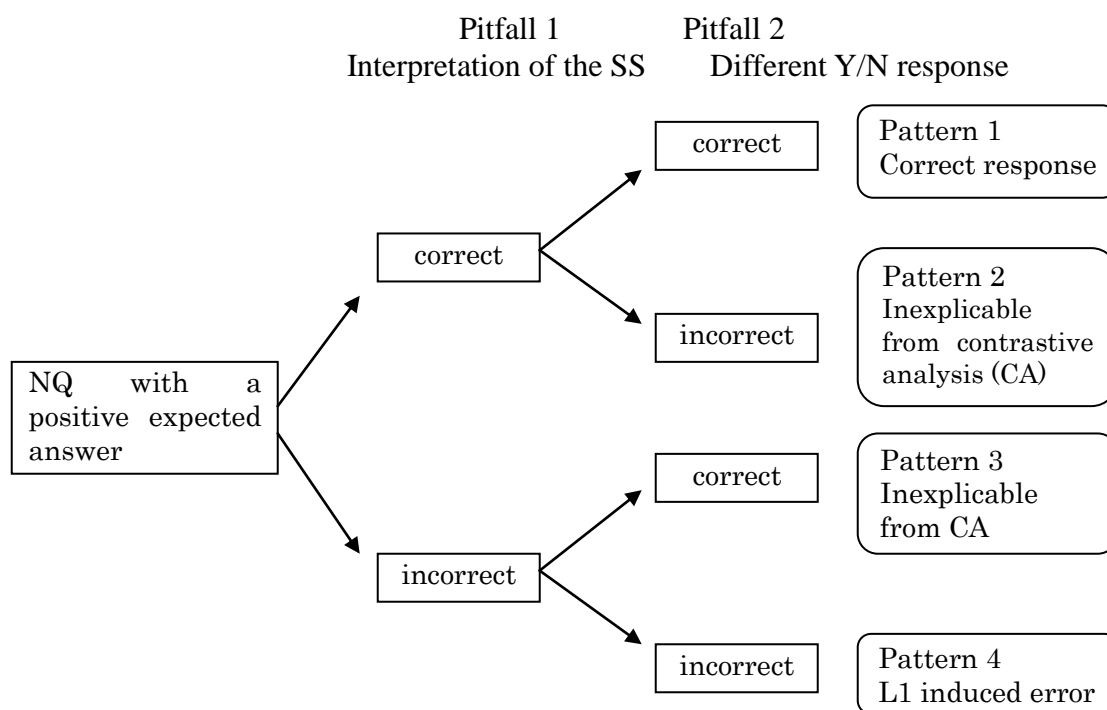 Pitfall 1 Pitfall 2
Interpretation of the SS Different Y/N response
correct
Pattern 1
Correct response
correct
incorrect
Pattern 2
Inexplicable
from contrastive
analysis (CA)
NQ with a
positive expected
answer
correct
Pattern 3
Inexplicable
from CA
incorrect
incorrect
Pattern 4
L1 induced error